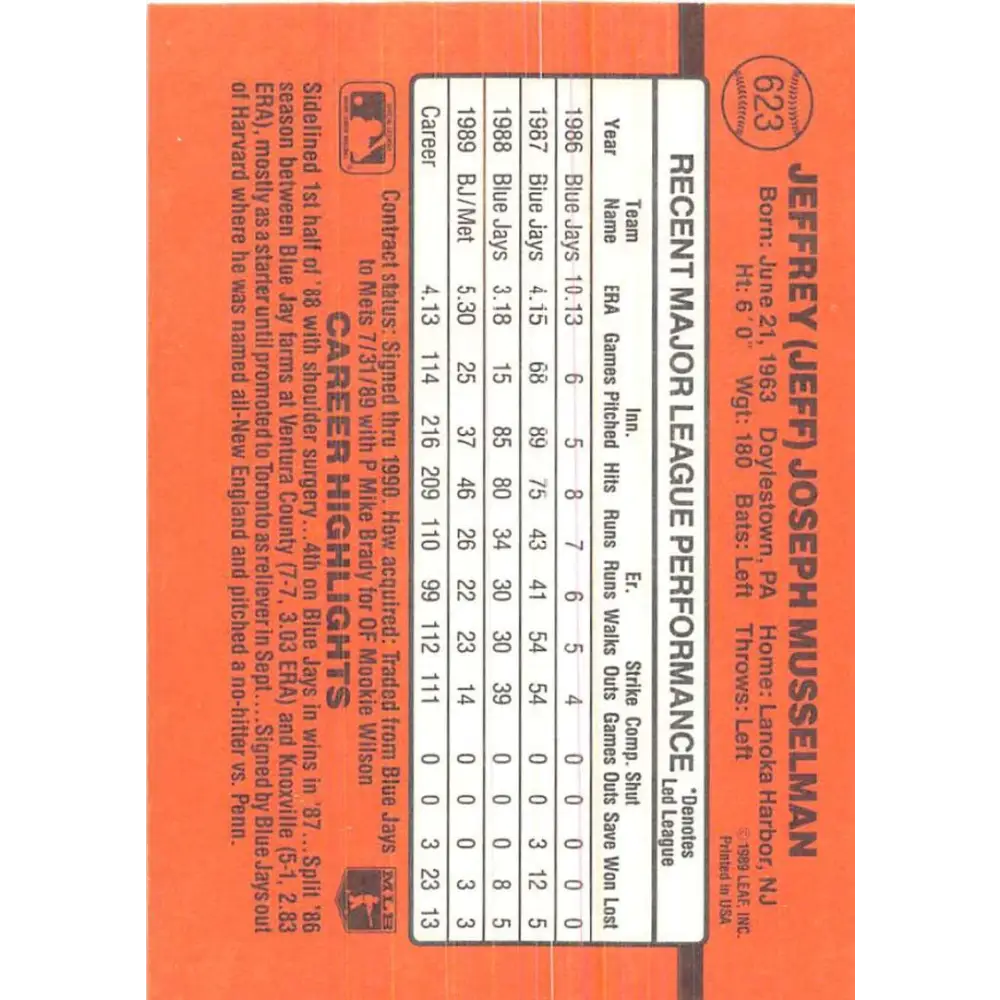 623
JEFFREY (JEFF) JOSEPH MUSSELMAN
Born: June 21, 1963 Doylestown, PA Home: Lanoka Harbor, NJ
Ht: 6'0" Wgt: 180 Bats: Left Throws: Left
© 1989 LEAF, INC.
Printed in USA
RECENT MAJOR LEAGUE PERFORMANCE
*Denotes
Led League
Team Inn. Er. Strike Comp. Shut
Year Name ERA Games Pitched Hits Runs Runs Walks Outs Games Outs Save Won Lost
1986 Blue Jays 10.13 6 5 8 7 6 5 4 0 0 0 0 0
1987 Blue Jays 4.15 68 89 75 43 41 54 54 0 0 3 12 5
1988 Blue Jays 3.18 15 85 80 34 30 30 39 0 0 0 8 5
1989 BJ/Met 5.30 25 37 46 26 22 23 14 0 0 0 3 3
Career 4.13 114 216 209 110 99 112 111 0 0 3 23 13
Contract status: Signed thru 1990. How acquired: Traded from Blue Jays
to Mets 7/31/89 with P Mike Brady for OF Mookie Wilson
MLB
CAREER HIGHLIGHTS
Sidelined 1st half of '88 with shoulder surgery...4th on Blue Jays in wins in '87...Split '86
season between Blue Jay farms at Ventura County (7-7, 3.03 ERA) and Knoxville (5-1, 2.83
ERA), mostly as a starter until promoted to Toronto as reliever in Sept....Signed by Blue Jays out
of Harvard where he was named all-New England and pitched a no-hitter vs. Penn.